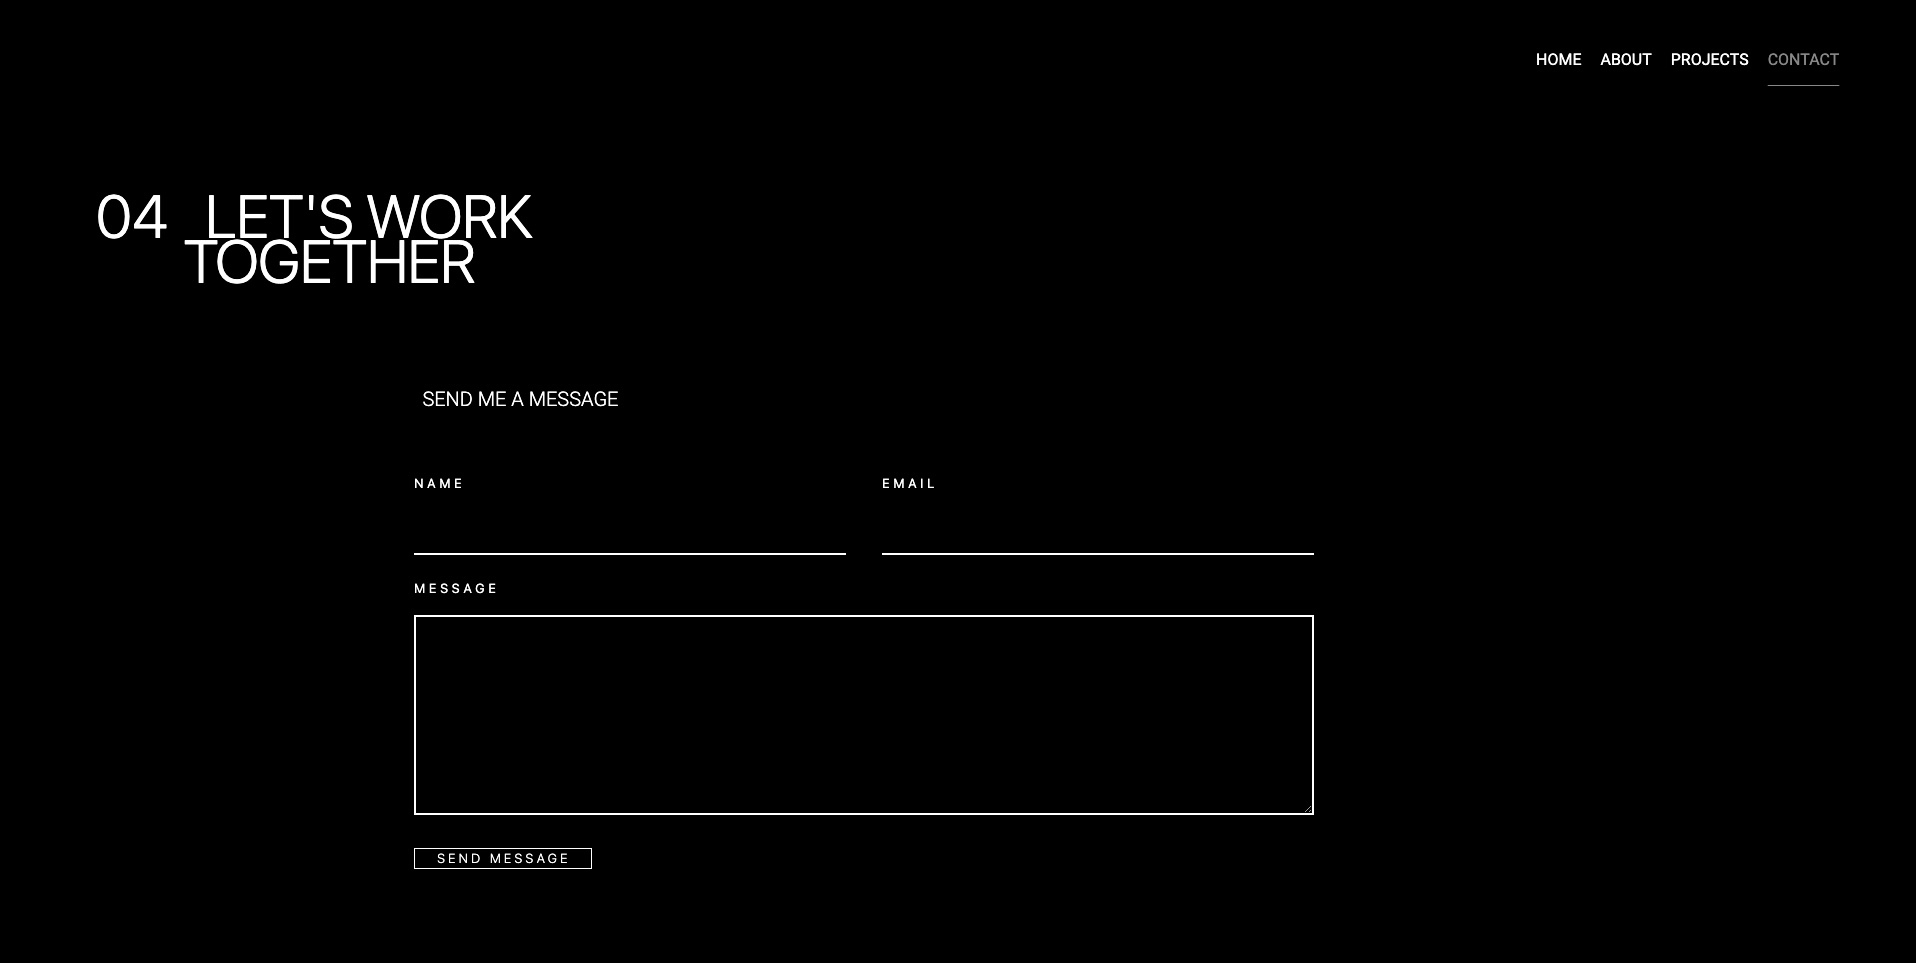 HOME ABOUT PROJECTS CONTACT
04 LET'S WORK
TOGETHER
SEND ME A MESSAGE
NAME EMAIL
MESSAGE
SEND MESSAGE